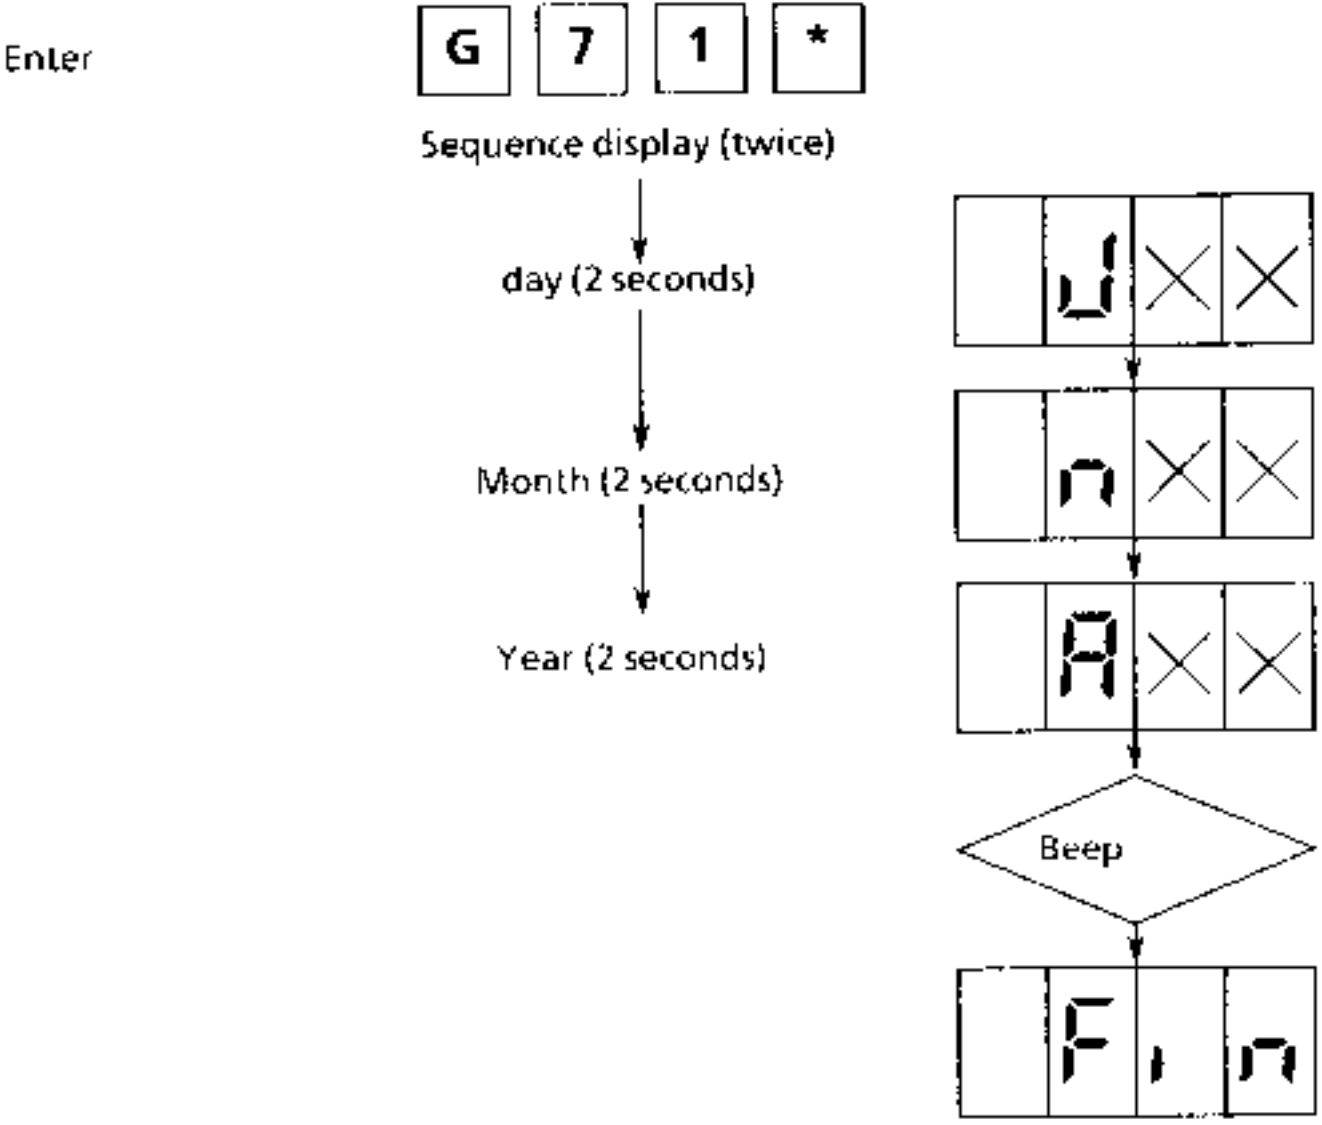 Enter G 7 1 *
Sequence display (twice)
day (2 seconds)
J X X
Month (2 seconds)
n X X
Year (2 seconds)
A X X
Beep
F i n